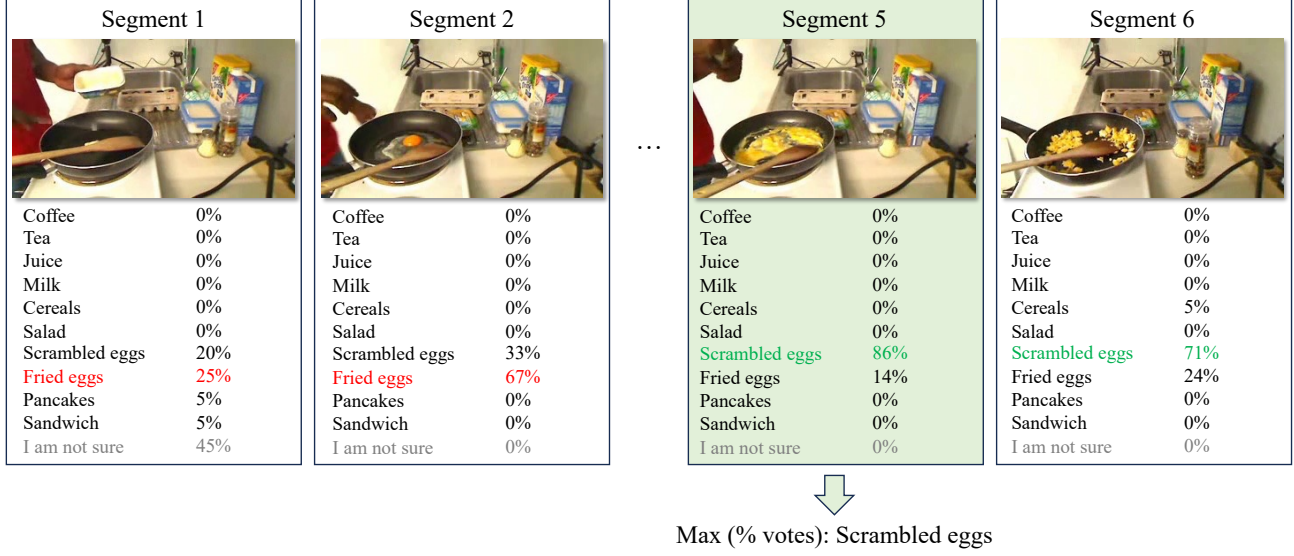 Segment 1
Coffee 0%
Tea 0%
Juice 0%
Milk 0%
Cereals 0%
Salad 0%
Scrambled eggs 20%
Fried eggs 25%
Pancakes 5%
Sandwich 5%
I am not sure 45%
Segment 2
Coffee 0%
Tea 0%
Juice 0%
Milk 0%
Cereals 0%
Salad 0%
Scrambled eggs 33%
Fried eggs 67%
Pancakes 0%
Sandwich 0%
I am not sure 0%
...
Segment 5
Coffee 0%
Tea 0%
Juice 0%
Milk 0%
Cereals 0%
Salad 0%
Scrambled eggs 86%
Fried eggs 14%
Pancakes 0%
Sandwich 0%
I am not sure 0%
Segment 6
Coffee 0%
Tea 0%
Juice 0%
Milk 0%
Cereals 5%
Salad 0%
Scrambled eggs 71%
Fried eggs 24%
Pancakes 0%
Sandwich 0%
I am not sure 0%
Max (% votes): Scrambled eggs